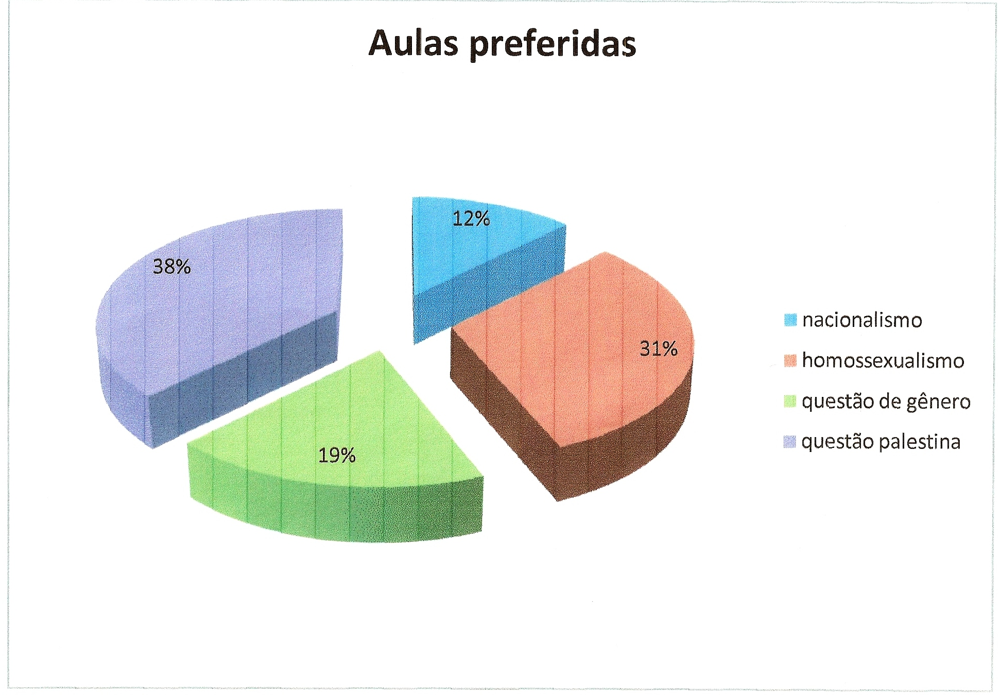 Aulas preferidas
12%
38%
31%
19%
nacionalismo
homossexualismo
questão de gênero
questão palestina